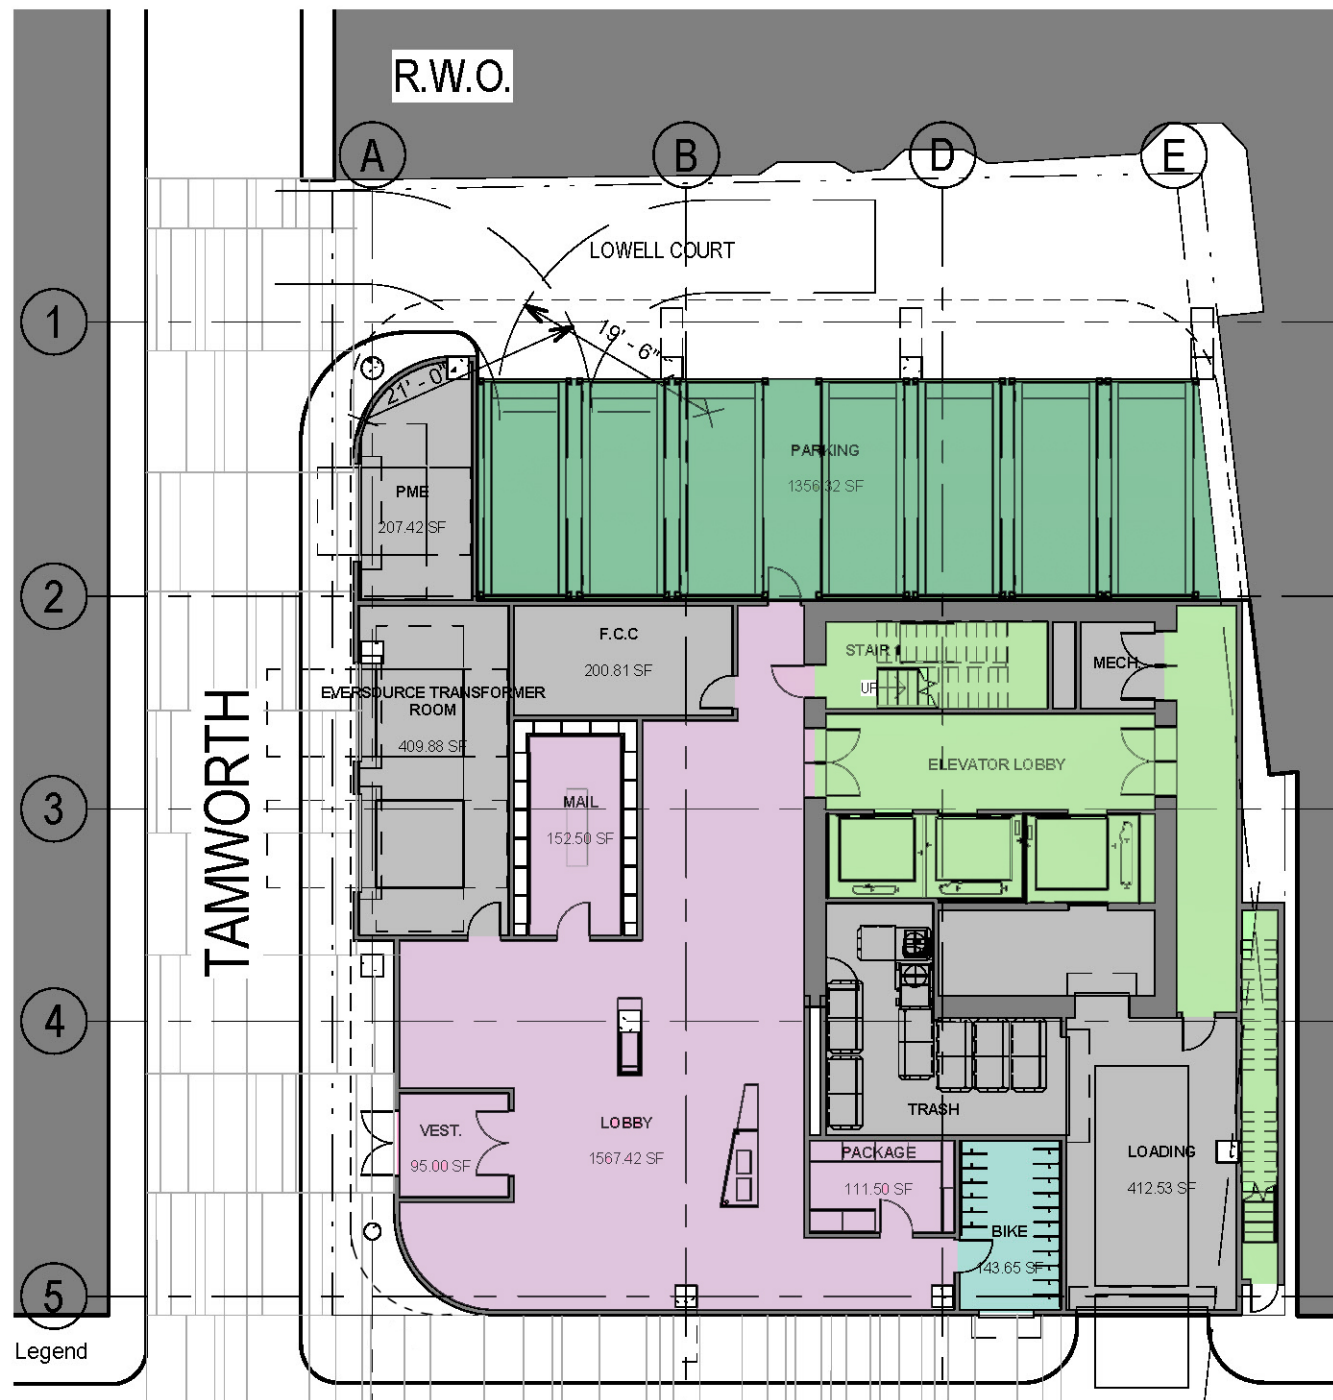 R.W.O.
A
B
D
E
LOWELL COURT
1
19' - 6"
21' - 0"
PARKING
1356.32 SF
PME
207.42 SF
2
F.C.C
200.81 SF
STAIR 1
UP
MECH.
EVERSOURCE TRANSFORMER
ROOM
409.88 SF
TAMWORTH
ELEVATOR LOBBY
3
MAIL
152.50 SF
4
TRASH
VEST.
95.00 SF
LOBBY
1567.42 SF
PACKAGE
111.50 SF
LOADING
412.53 SF
BIKE
143.65 SF
5
Legend